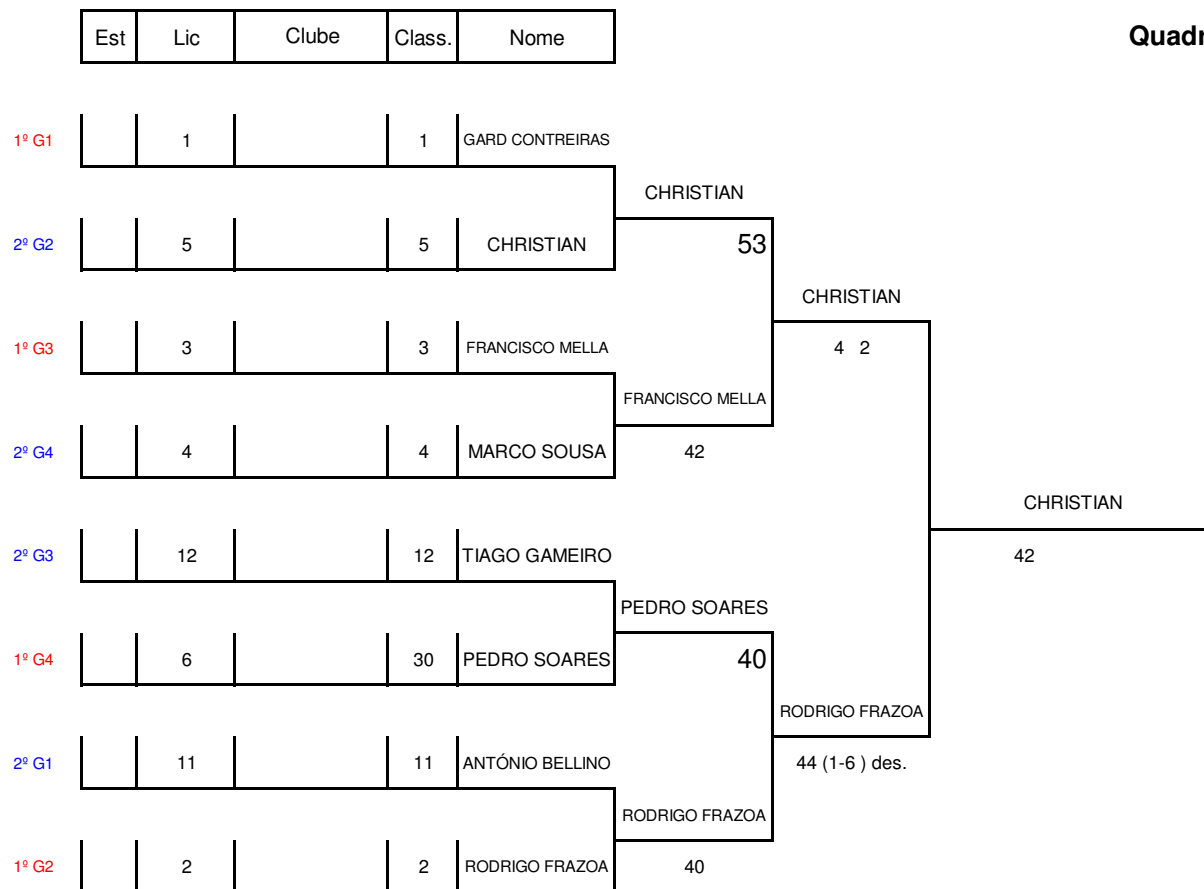 Est Lic Clube Class. Nome
Quadr
1º G1 1 1 GARD CONTREIRAS
CHRISTIAN
2º G2 5 5 CHRISTIAN 53
CHRISTIAN
1º G3 3 3 FRANCISCO MELLA 4 2
FRANCISCO MELLA
2º G4 4 4 MARCO SOUSA 42
CHRISTIAN
2º G3 12 12 TIAGO GAMEIRO 42
PEDRO SOARES
1º G4 6 30 PEDRO SOARES 40
RODRIGO FRAZOA
2º G1 11 11 ANTÓNIO BELLINO 44 (1-6 ) des.
RODRIGO FRAZOA
1º G2 2 2 RODRIGO FRAZOA 40